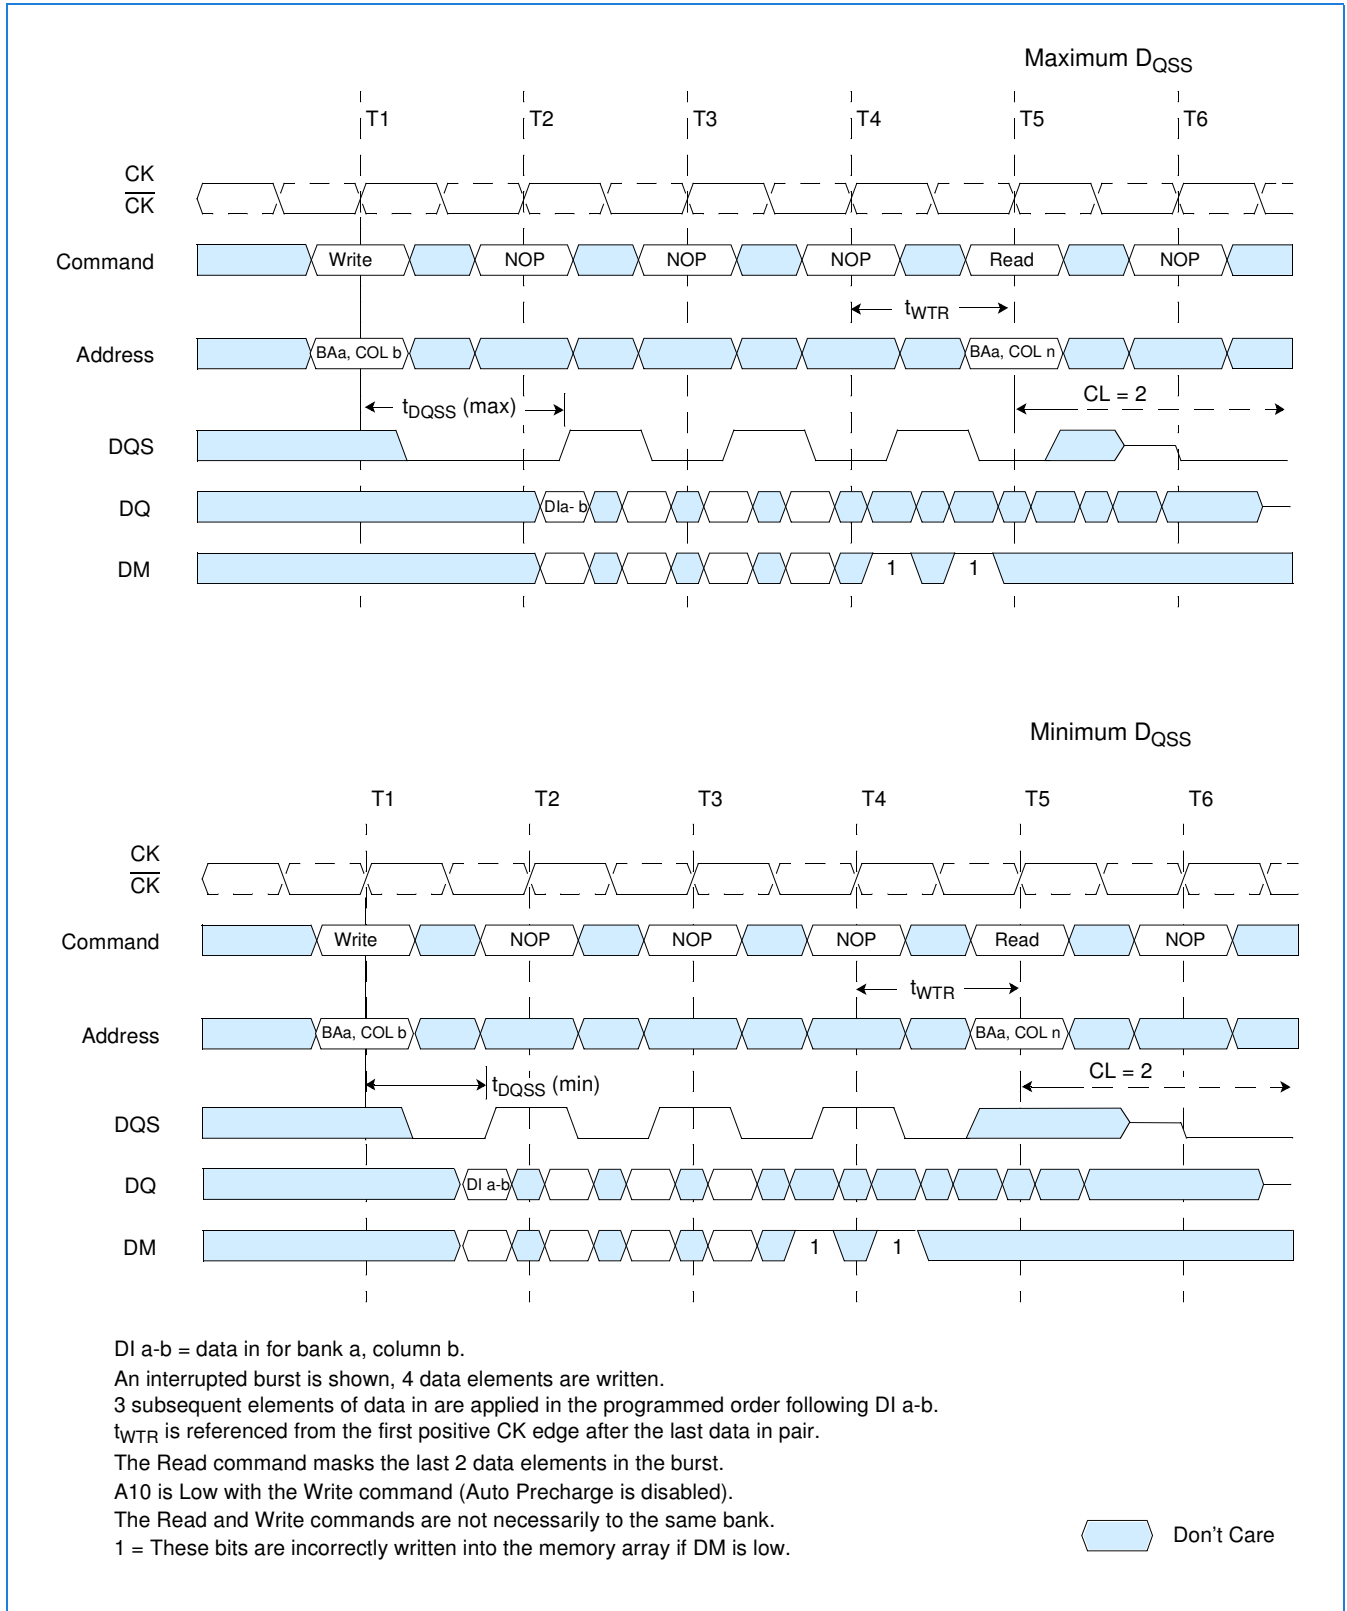 Maximum DQSS
T1 T2 T3 T4 T5 T6
CK
CK
Command Write NOP NOP NOP Read NOP
tWTR
Address BAa, COL b BAa, COL n
tDQSS (max) CL = 2
DQS
DQ DIa- b
DM 1 1
Minimum DQSS
T1 T2 T3 T4 T5 T6
CK
CK
Command Write NOP NOP NOP Read NOP
tWTR
Address BAa, COL b BAa, COL n
tDQSS (min) CL = 2
DQS
DQ DI a-b
DM 1 1
DI a-b = data in for bank a, column b.
An interrupted burst is shown, 4 data elements are written.
3 subsequent elements of data in are applied in the programmed order following DI a-b.
tWTR is referenced from the first positive CK edge after the last data in pair.
The Read command masks the last 2 data elements in the burst.
A10 is Low with the Write command (Auto Precharge is disabled).
The Read and Write commands are not necessarily to the same bank.
1 = These bits are incorrectly written into the memory array if DM is low.
Don't Care